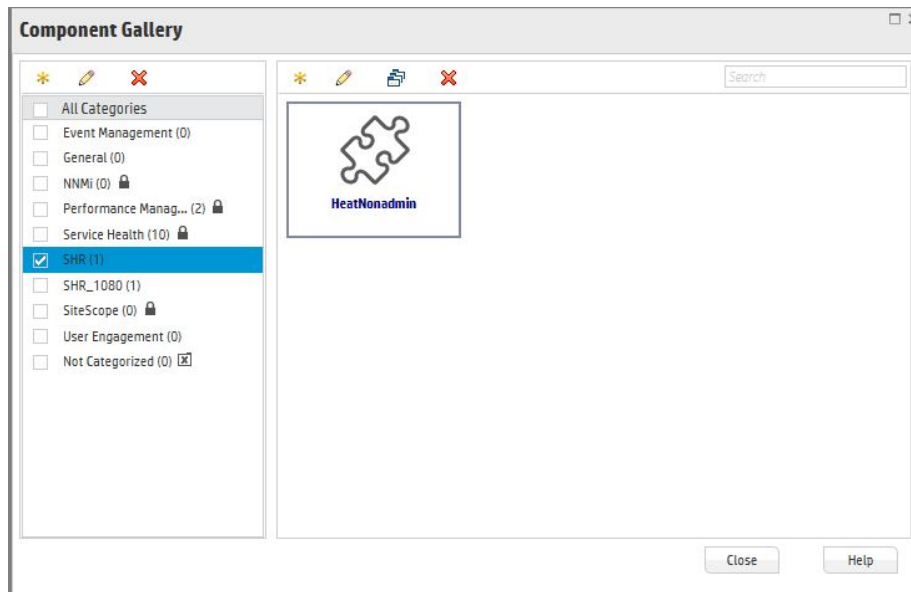 Component Gallery
Search
All Categories
Event Management (0)
General (0)
NNMi (0)
Performance Manag... (2)
Service Health (10)
SHR (1)
SHR_1080 (1)
SiteScope (0)
User Engagement (0)
Not Categorized (0)
HeatNonadmin
Close
Help